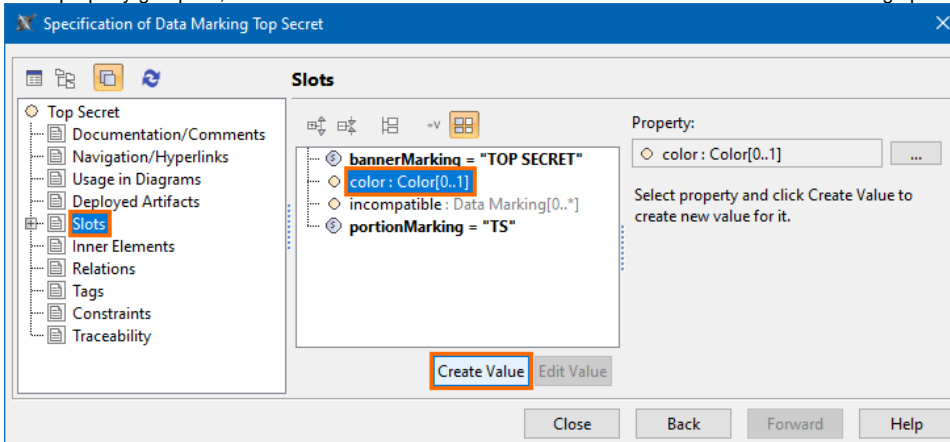 Specification of Data Marking Top Secret
Slots
Top Secret
Documentation/Comments
Navigation/Hyperlinks
Usage in Diagrams
Deployed Artifacts
Slots
Inner Elements
Relations
Tags
Constraints
Traceability
bannerMarking = "TOP SECRET"
color : Color[0..1]
incompatible : Data Marking[0..*]
portionMarking = "TS"
Create Value
Edit Value
Property:
color : Color[0..1]
...
Select property and click Create Value to
create new value for it.
Close
Back
Forward
Help